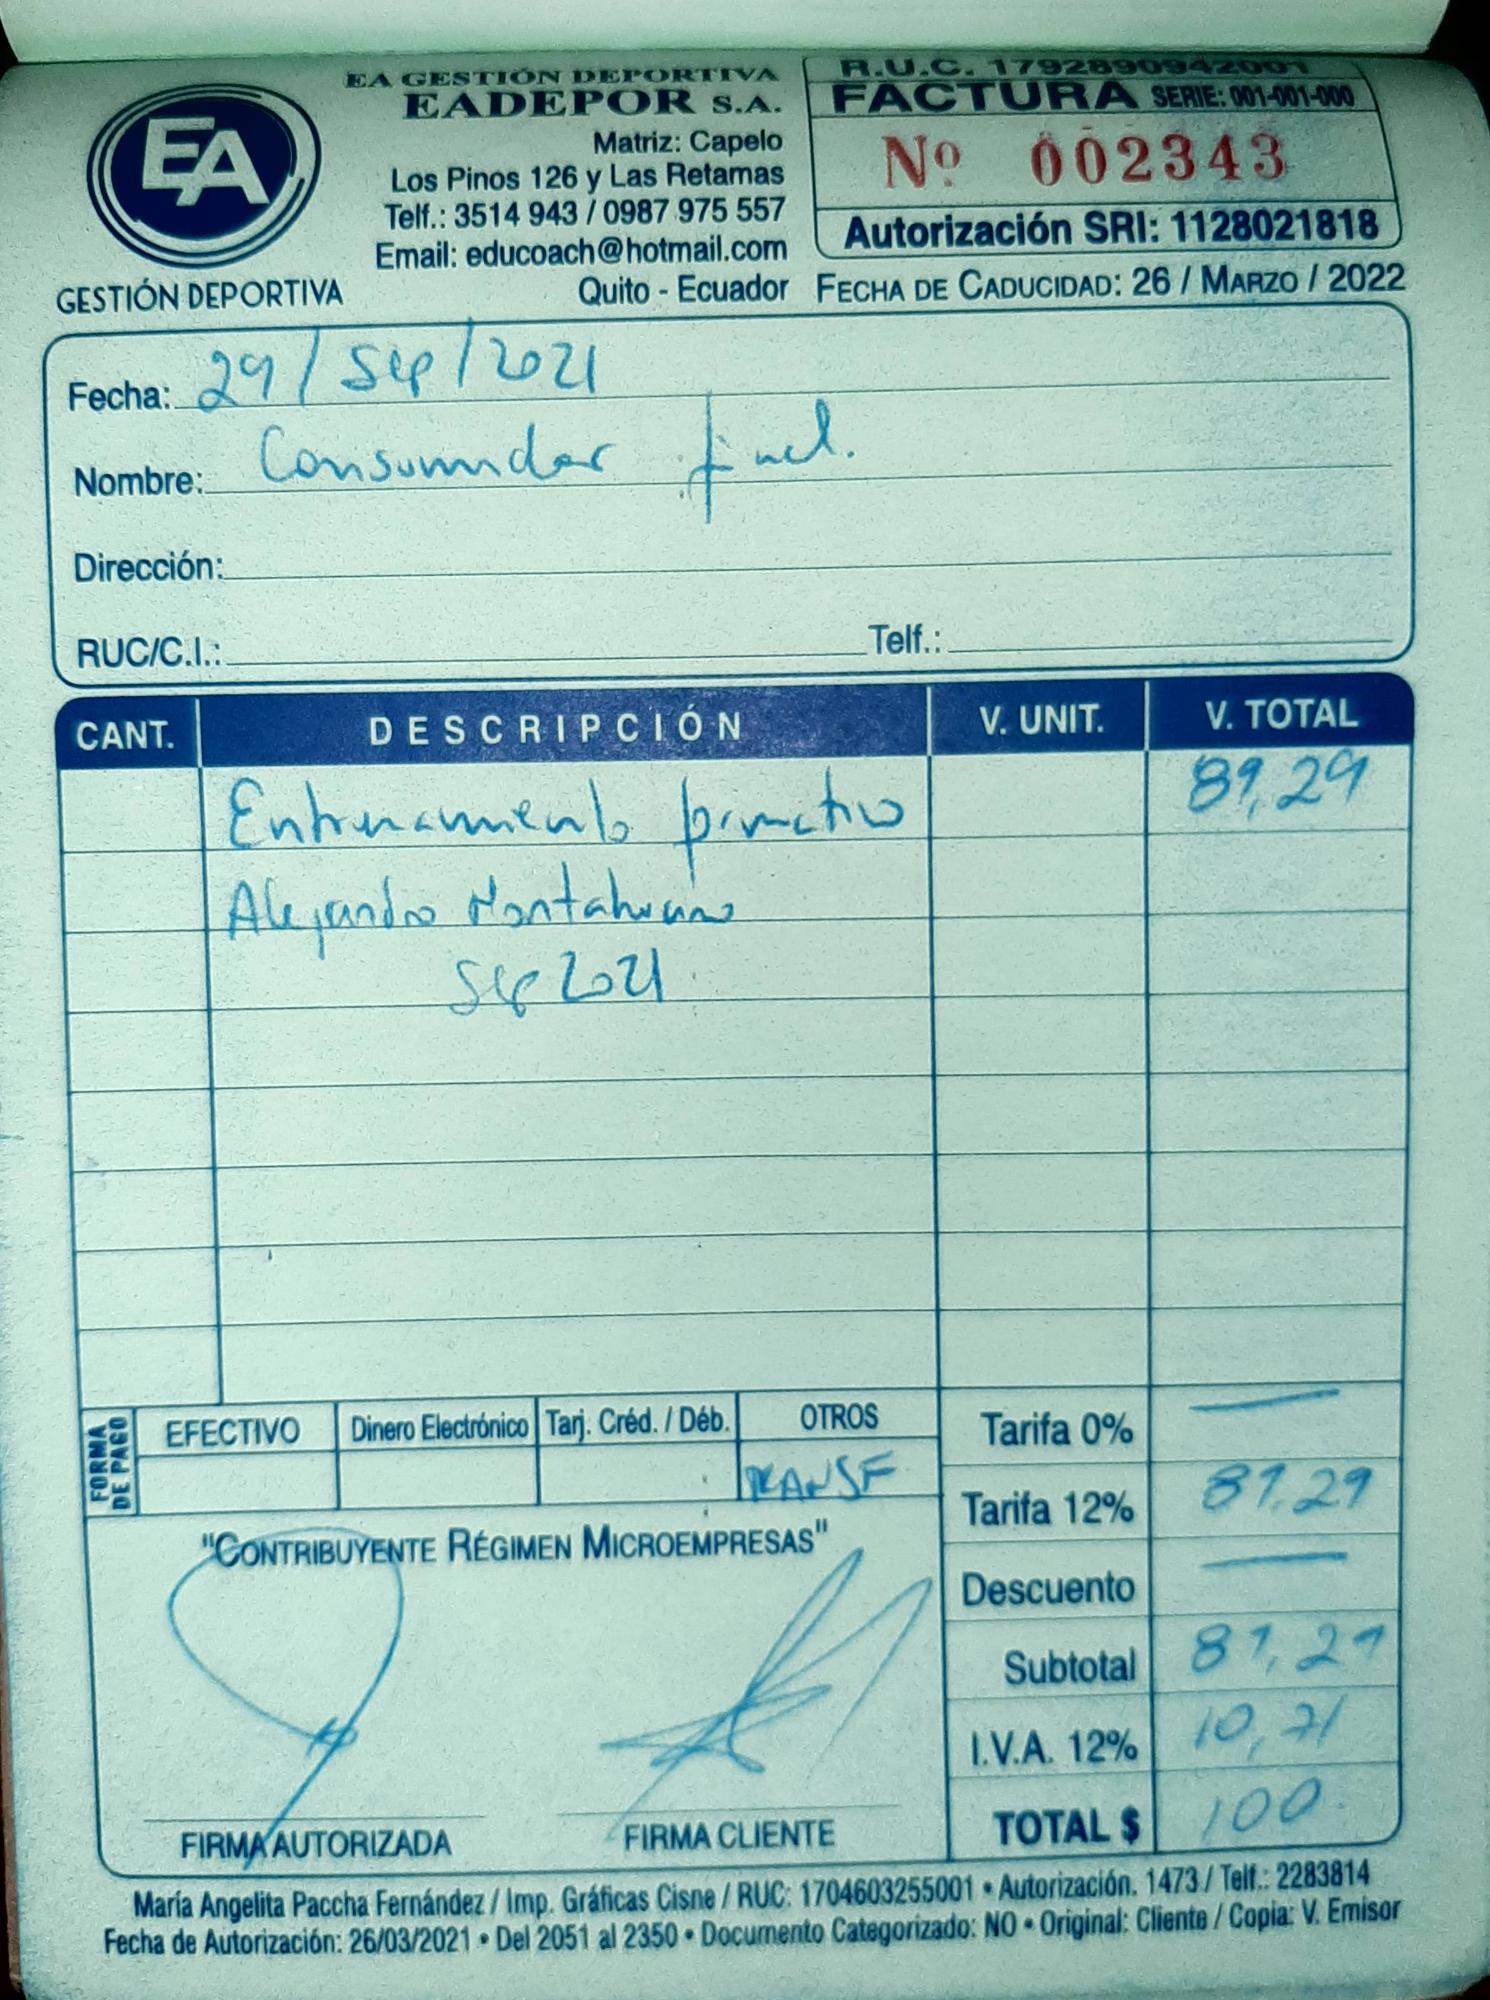 EA
GESTIÓN DEPORTIVA
EA GESTIÓN DEPORTIVA
EADEPOR S.A.
Matriz: Capelo
Los Pinos 126 y Las Retamas
Telf.: 3514 943 / 0987 975 557
Email: educoach@hotmail.com
Quito - Ecuador
R.U.C. 1792890942001
FACTURA SERIE: 001-001-000
Nº 002343
Autorización SRI: 1128021818
FECHA DE CADUCIDAD: 26 / MARZO / 2022
Fecha: 29/Sep/2021
Nombre: Consumidor final.
Dirección:
RUC/C.I.: Telf.:
CANT. DESCRIPCIÓN V. UNIT. V. TOTAL
Entrenamiento 89,29
Alejandro
Sep 2021
FORMA DE PAGO
EFECTIVO Dinero Electrónico Tarj. Créd. / Déb. OTROS
TRANSF
"CONTRIBUYENTE RÉGIMEN MICROEMPRESAS"
Tarifa 0% —
Tarifa 12% 89,29
Descuento —
Subtotal 89,29
I.V.A. 12% 10,71
TOTAL $ 100
FIRMA AUTORIZADA FIRMA CLIENTE
María Angelita Paccha Fernández / Imp. Gráficas Cisne / RUC: 1704603255001 • Autorización. 1473 / Telf.: 2283814
Fecha de Autorización: 26/03/2021 • Del 2051 al 2350 • Documento Categorizado: NO • Original: Cliente / Copia: V. Emisor